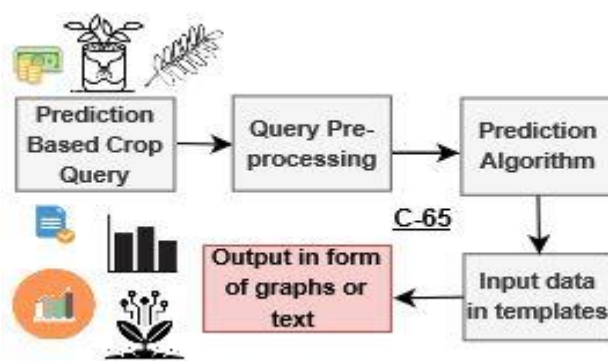 Prediction
Based Crop
Query
Query Pre-
processing
Prediction
Algorithm
C-65
Output in form
of graphs or
text
Input data
in templates